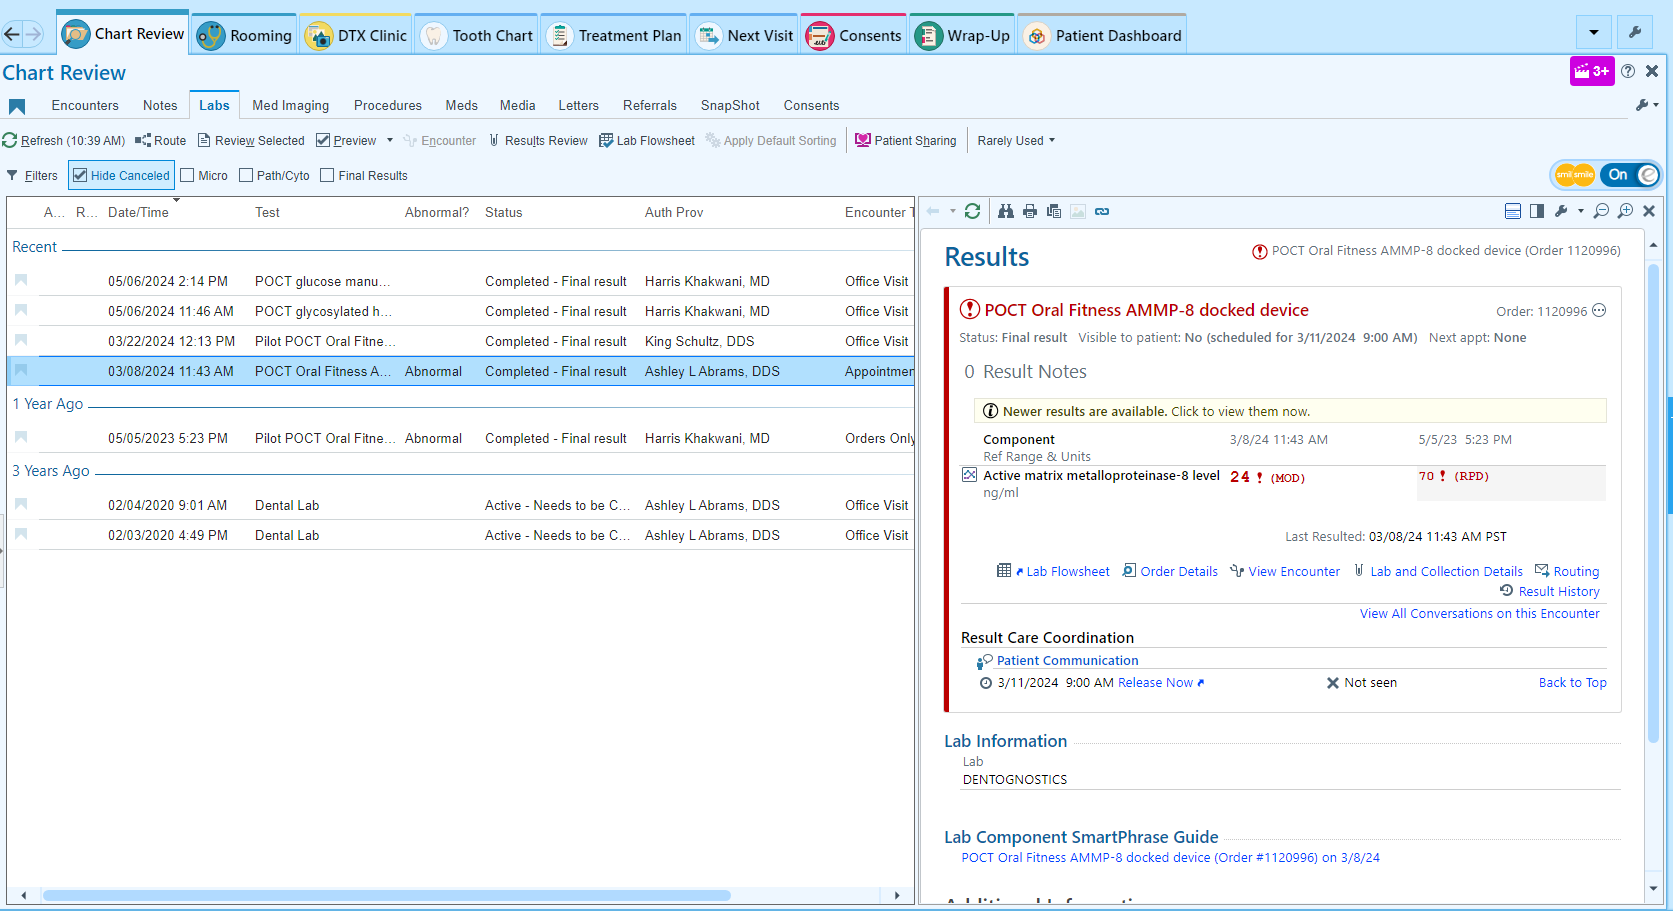 Chart Review
Rooming
DTX Clinic
Tooth Chart
Treatment Plan
Next Visit
Consents
Wrap-Up
Patient Dashboard
Chart Review
3+
Encounters
Notes
Labs
Med Imaging
Procedures
Meds
Media
Letters
Referrals
SnapShot
Consents
Refresh (10:39 AM)
Route
Review Selected
Preview
Encounter
Results Review
Lab Flowsheet
Apply Default Sorting
Patient Sharing
Rarely Used
Filters
Hide Canceled
Micro
Path/Cyto
Final Results
On
A... R... Date/Time Test Abnormal? Status Auth Prov Encounter T
Recent
05/06/2024 2:14 PM POCT glucose manu... Completed - Final result Harris Khakwani, MD Office Visit
05/06/2024 11:46 AM POCT glycosylated h... Completed - Final result Harris Khakwani, MD Office Visit
03/22/2024 12:13 PM Pilot POCT Oral Fitne... Completed - Final result King Schultz, DDS Office Visit
03/08/2024 11:43 AM POCT Oral Fitness A... Abnormal Completed - Final result Ashley L Abrams, DDS Appointmen
1 Year Ago
05/05/2023 5:23 PM Pilot POCT Oral Fitne... Abnormal Completed - Final result Harris Khakwani, MD Orders Only
3 Years Ago
02/04/2020 9:01 AM Dental Lab Active - Needs to be C... Ashley L Abrams, DDS Office Visit
02/03/2020 4:49 PM Dental Lab Active - Needs to be C... Ashley L Abrams, DDS Office Visit
Results
POCT Oral Fitness AMMP-8 docked device (Order 1120996)
POCT Oral Fitness AMMP-8 docked device
Order: 1120996
Status: Final result Visible to patient: No (scheduled for 3/11/2024 9:00 AM) Next appt: None
0 Result Notes
Newer results are available. Click to view them now.
Component 3/8/24 11:43 AM 5/5/23 5:23 PM
Ref Range & Units
Active matrix metalloproteinase-8 level 24 ! (MOD) 70 ! (RPD)
ng/ml
Last Resulted: 03/08/24 11:43 AM PST
Lab Flowsheet
Order Details
View Encounter
Lab and Collection Details
Routing
Result History
View All Conversations on this Encounter
Result Care Coordination
Patient Communication
3/11/2024 9:00 AM Release Now
Not seen
Back to Top
Lab Information
Lab
DENTOGNOSTICS
Lab Component SmartPhrase Guide
POCT Oral Fitness AMMP-8 docked device (Order #1120996) on 3/8/24